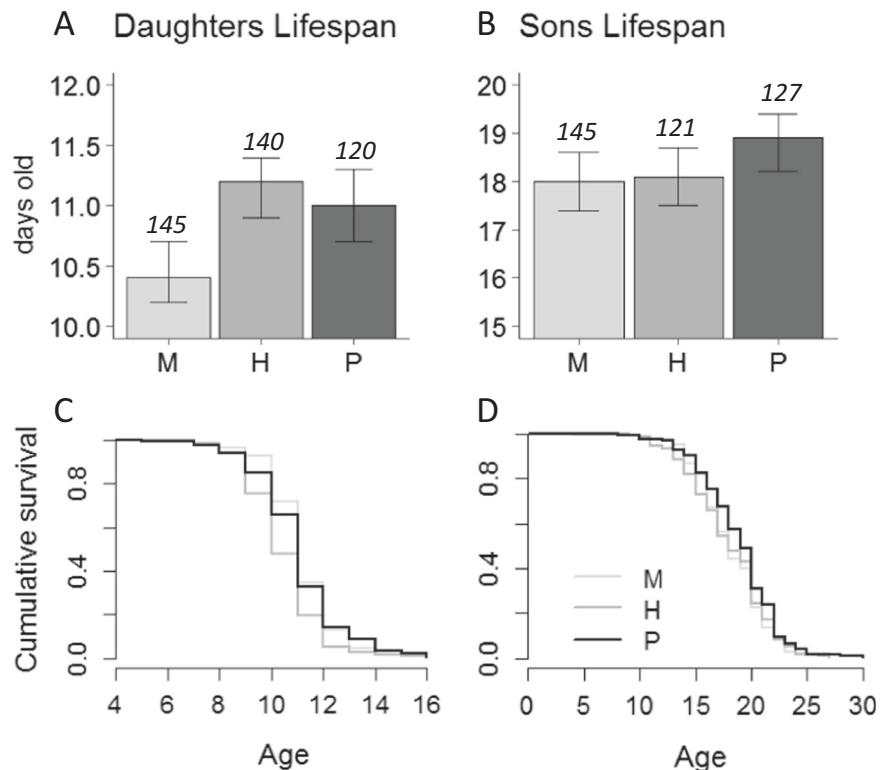 A Daughters Lifespan
days old
12.0
11.5
11.0
10.5
10.0
145
140
120
M H P
B Sons Lifespan
20
19
18
17
16
15
145
121
127
M H P
C
Cumulative survival
0.8
0.4
0.0
4 6 8 10 12 14 16
Age
D
0.8
0.4
0.0
M
H
P
0 5 10 15 20 25 30
Age